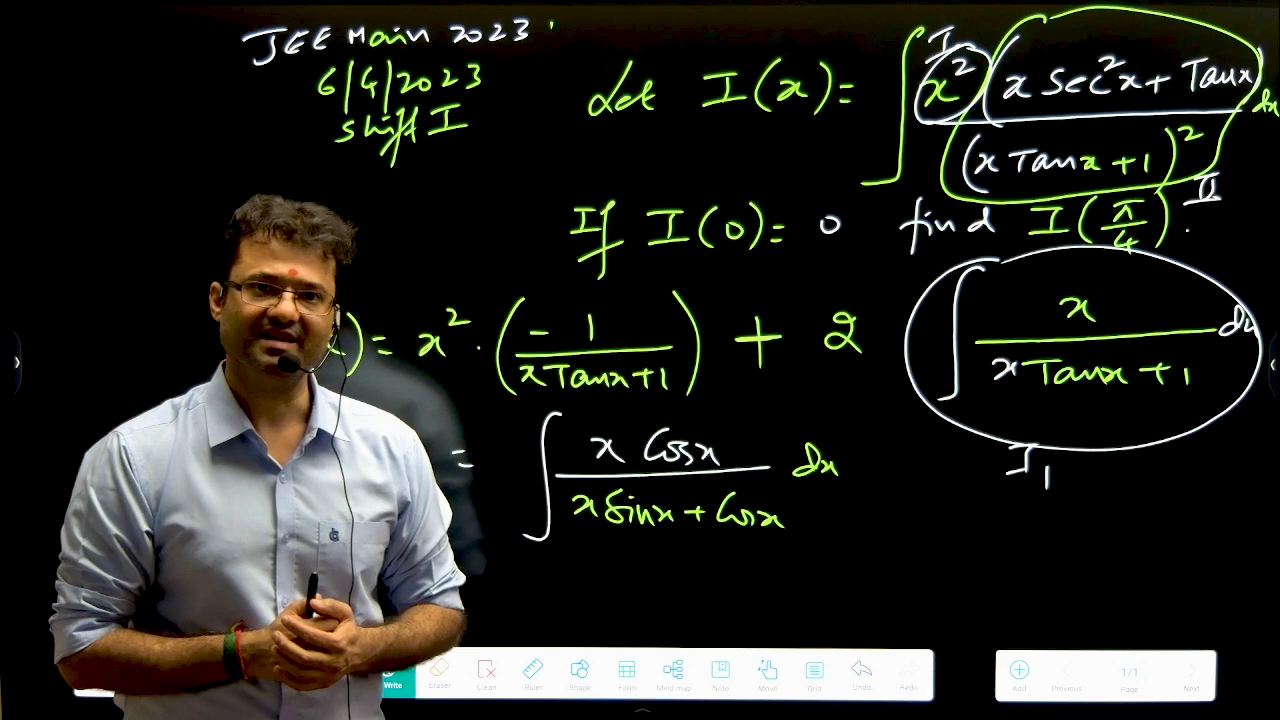 JEE Main 2023
6/4/2023
shift I
Let I(x) = ∫ x² (x Sec²x + Tanx) / (x Tanx + 1)² dx
I
II
If I(0) = 0 find I(π/4).
) = x² · (- 1 / (x Tanx + 1)) + 2 ∫ x / (x Tanx + 1) dx
I₁
= ∫ x Cosx / (x Sinx + Cosx) dx
Write
Eraser
Clean
Ruler
Shape
Form
Mind map
Note
Move
Grid
Undo
Redo
Add
Previous
1/1
Page
Next